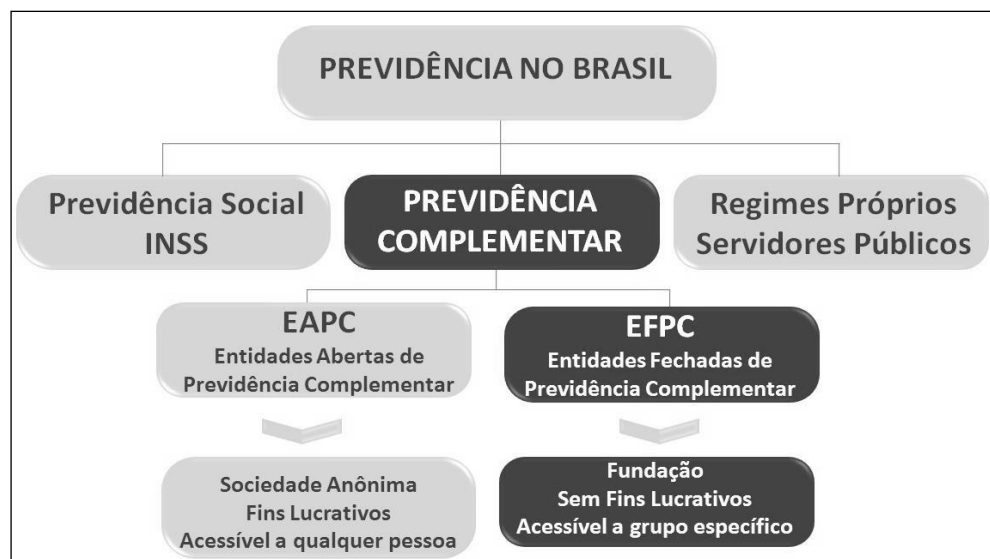 PREVIDÊNCIA NO BRASIL
Previdência Social
INSS
PREVIDÊNCIA
COMPLEMENTAR
Regimes Próprios
Servidores Públicos
EAPC
Entidades Abertas de
Previdência Complementar
EFPC
Entidades Fechadas de
Previdência Complementar
Sociedade Anônima
Fins Lucrativos
Acessível a qualquer pessoa
Fundação
Sem Fins Lucrativos
Acessível a grupo específico